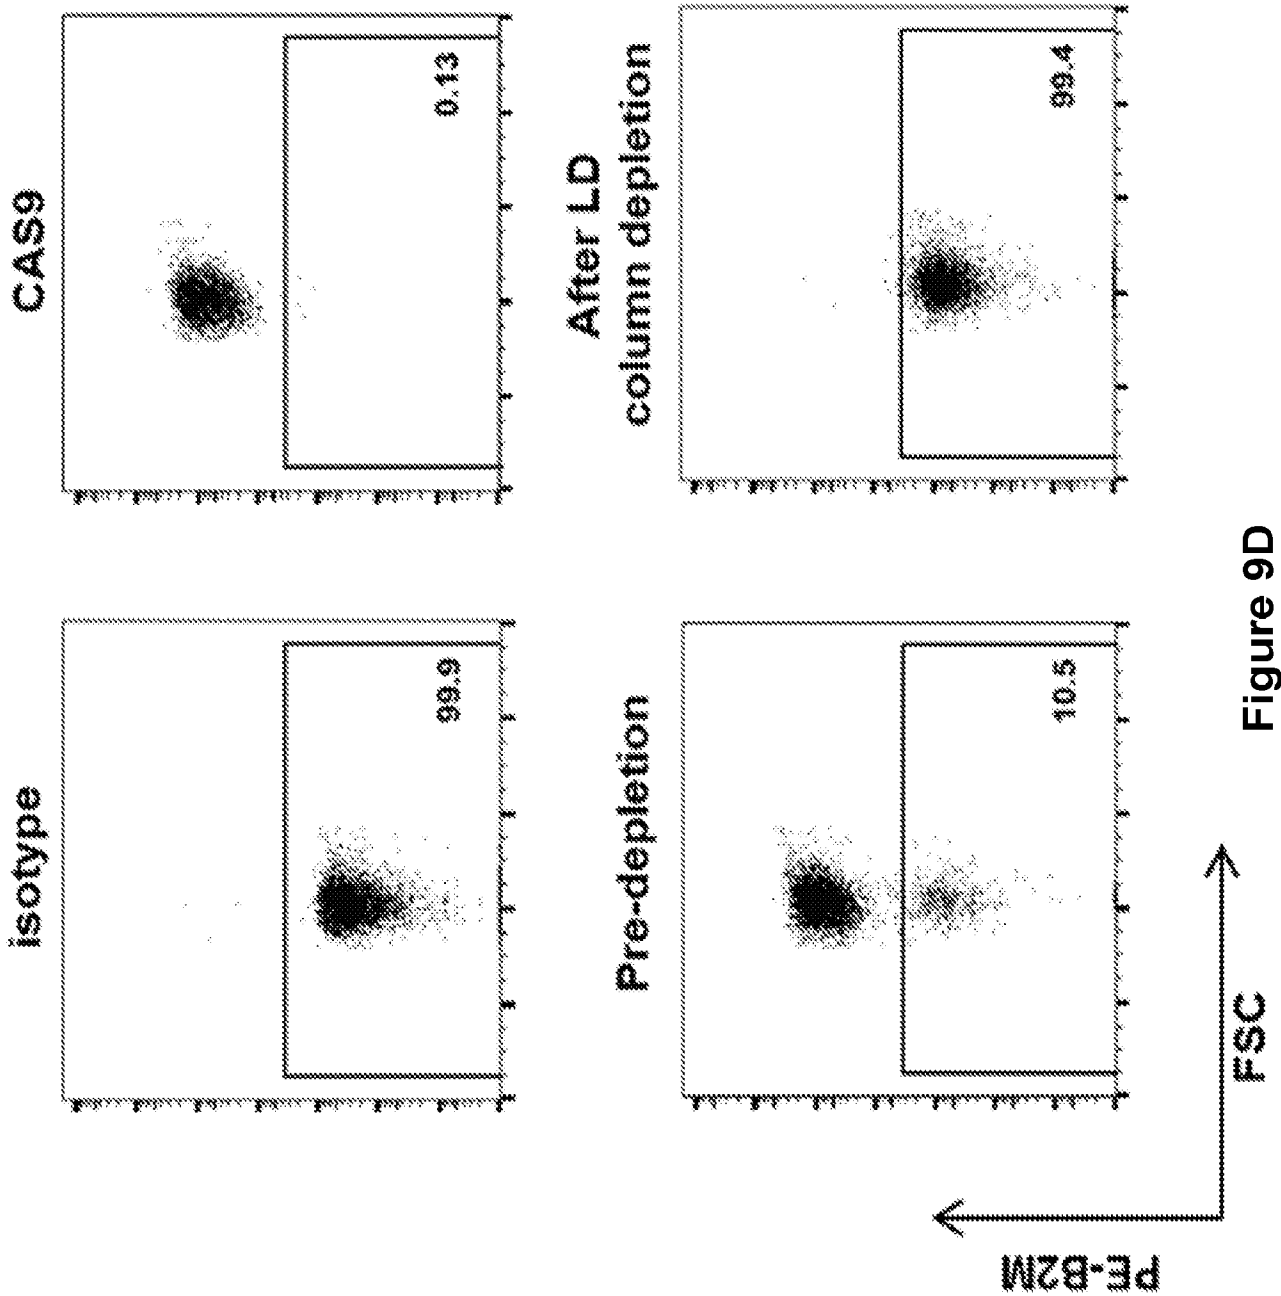 isotype
CAS9
99.9
0.13
Pre-depletion
After LD
column depletion
10.5
99.4
PE-B2M
FSC
Figure 9D